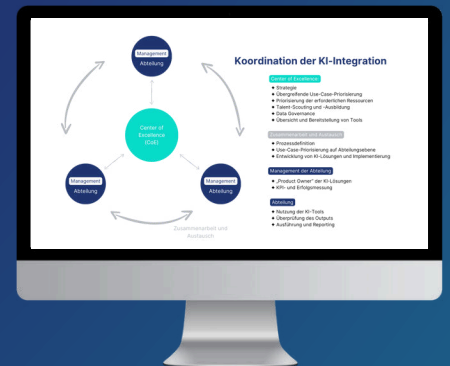 Management
Abteilung
Koordination der KI-Integration
Center of Excellence
• Strategie
• Übergreifende Use-Case-Priorisierung
• Priorisierung der erforderlichen Ressourcen
• Talent-Scouting und -Ausbildung
• Data Governance
• Übersicht und Bereitstellung von Tools
Center of
Excellence
(CoE)
Zusammenarbeit und Austausch
• Prozessdefinition
• Use-Case-Priorisierung auf Abteilungsebene
• Entwicklung von KI-Lösungen und Implementierung
Management der Abteilung
• „Product Owner" der KI-Lösungen
• KPI- und Erfolgsmessung
Management
Abteilung
Management
Abteilung
Abteilung
• Nutzung der KI-Tools
• Überprüfung des Outputs
• Ausführung und Reporting
Zusammenarbeit und
Austausch